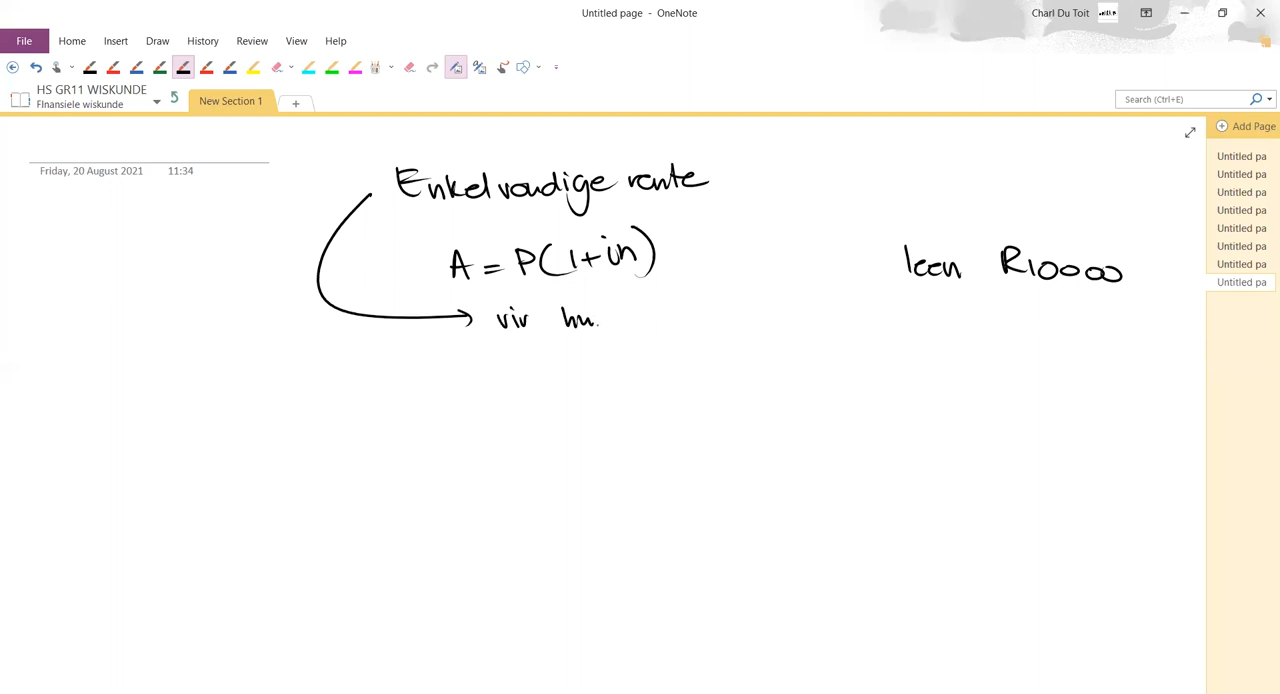 Untitled page - OneNote
Charl Du Toit
File Home Insert Draw History Review View Help
HS GR11 WISKUNDE
FInansiele wiskunde
New Section 1
Search (Ctrl+E)
Add Page
Friday, 20 August 2021 11:34
Untitled pa
Untitled pa
Untitled pa
Untitled pa
Untitled pa
Untitled pa
Untitled pa
Untitled pa
Enkelvoudige rente
A = P(1+in)
leen R10000
vir hu